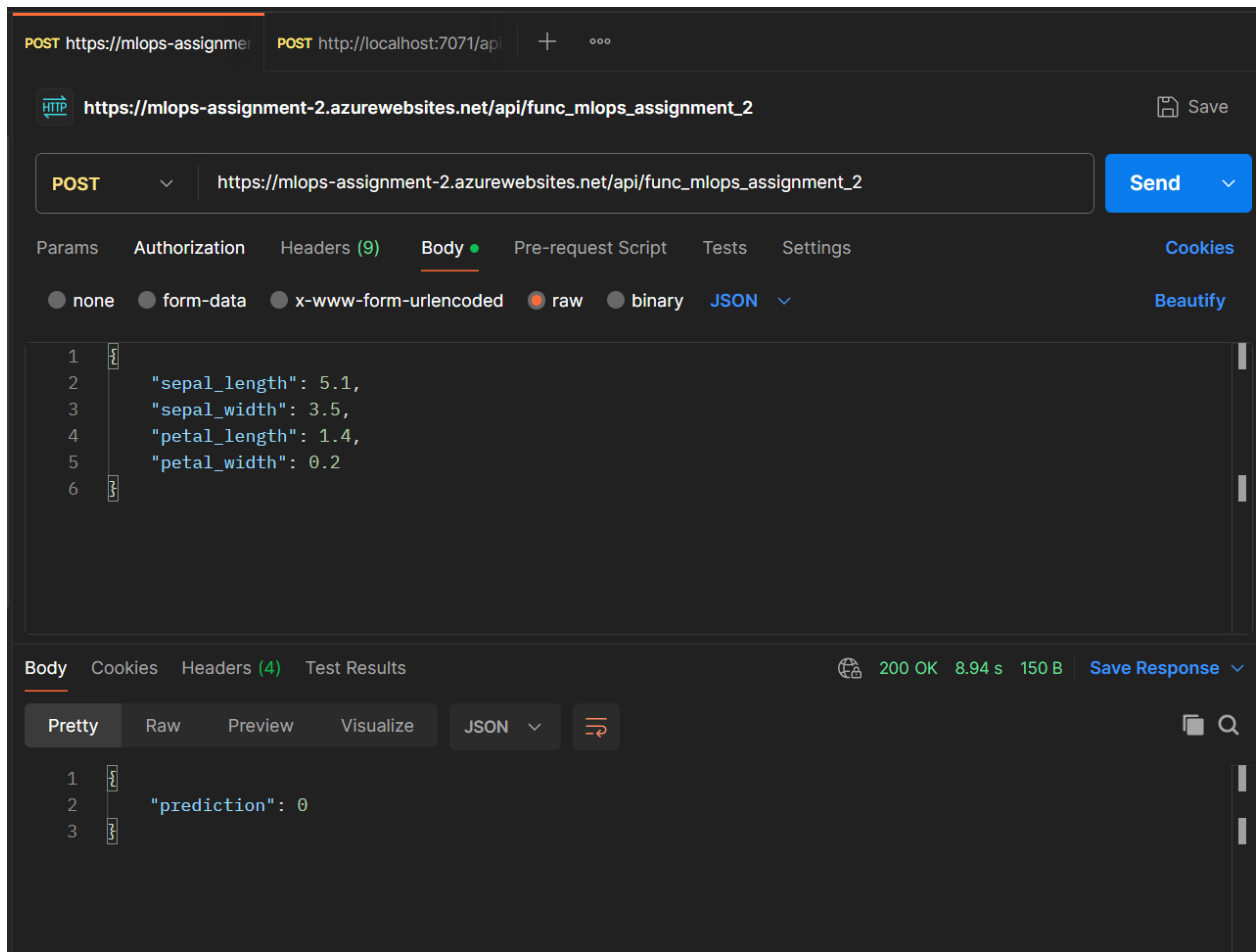 POST https://mlops-assignmer POST http://localhost:7071/api
HTTP https://mlops-assignment-2.azurewebsites.net/api/func_mlops_assignment_2 Save
POST https://mlops-assignment-2.azurewebsites.net/api/func_mlops_assignment_2 Send
Params Authorization Headers (9) Body Pre-request Script Tests Settings Cookies
none form-data x-www-form-urlencoded raw binary JSON Beautify
1 {
2 "sepal_length": 5.1,
3 "sepal_width": 3.5,
4 "petal_length": 1.4,
5 "petal_width": 0.2
6 }
Body Cookies Headers (4) Test Results 200 OK 8.94 s 150 B Save Response
Pretty Raw Preview Visualize JSON
1 {
2 "prediction": 0
3 }